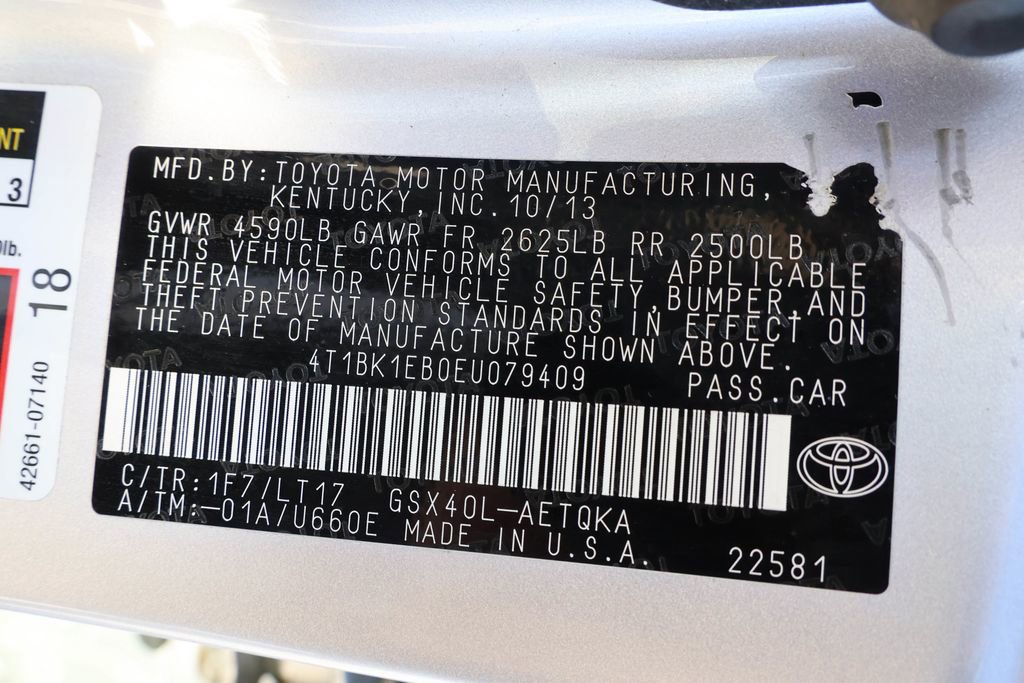 NT
3
0lb.
18
42661-07140
MFD.BY:TOYOTA MOTOR MANUFACTURING,
KENTUCKY, INC. 10/13
GVWR 4590LB GAWR FR 2625LB RR 2500LB
THIS VEHICLE CONFORMS TO ALL APPLICABLE
FEDERAL MOTOR VEHICLE SAFETY,BUMPER,AND
THEFT PREVENTION STANDARDS IN EFFECT ON
THE DATE OF MANUFACTURE SHOWN ABOVE.
4T1BK1EB0EU079409 PASS.CAR
C/TR:1F7/LT17 GSX40L-AETQKA
A/TM:-01A/U660E MADE IN U.S.A.
22581